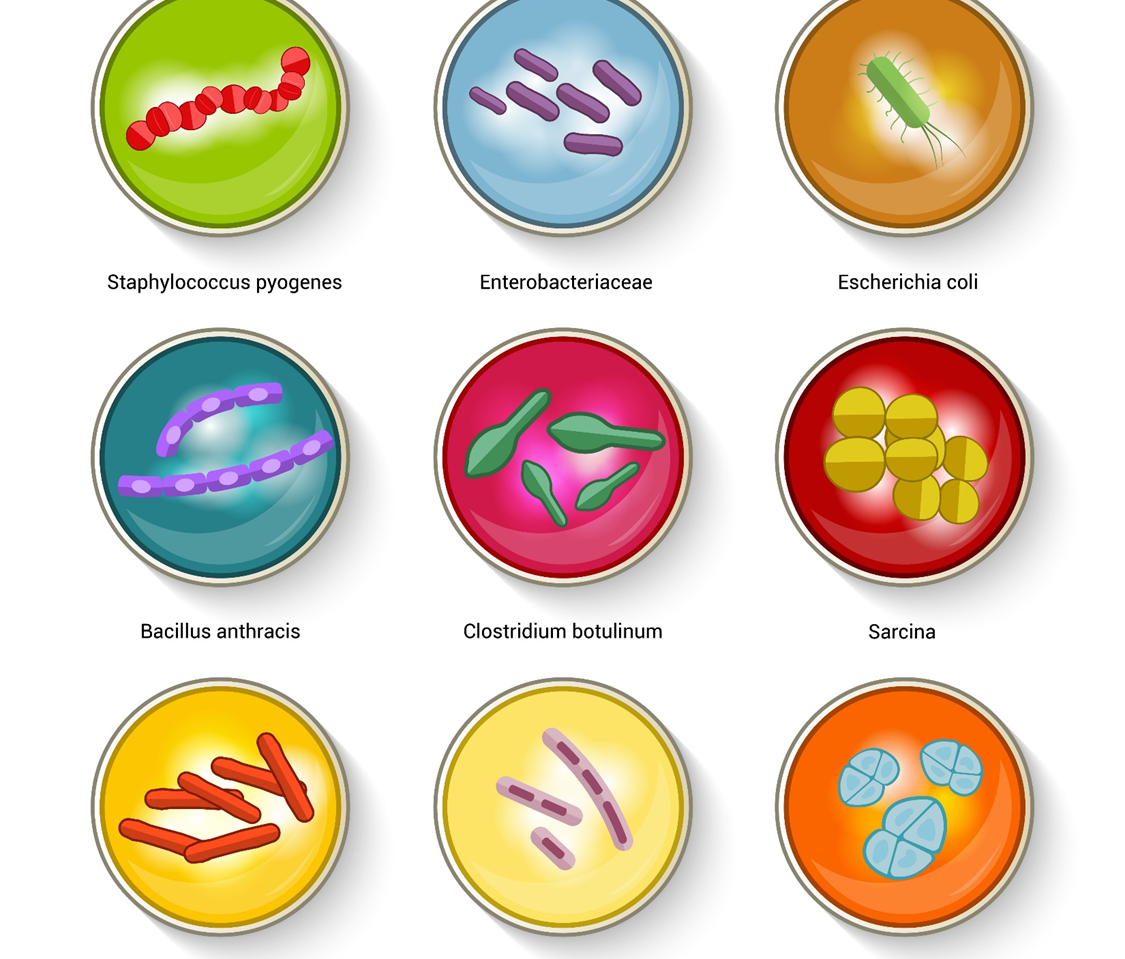 Staphylococcus pyogenes
Enterobacteriaceae
Escherichia coli
Bacillus anthracis
Clostridium botulinum
Sarcina